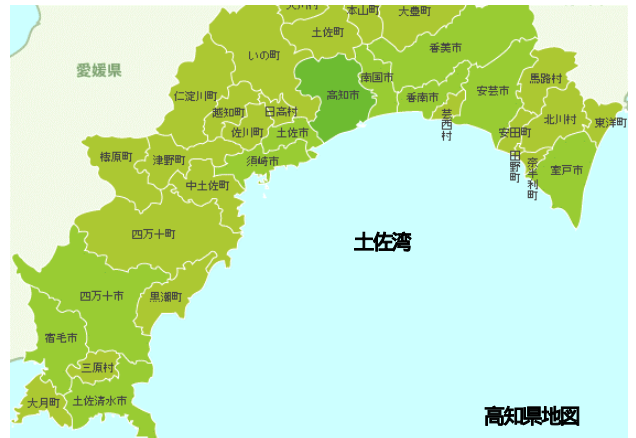 本山町
大豊町
土佐町
いの町
香美市
愛媛県
南国市
馬路村
仁淀川町
高知市
香南市
安芸市
越知町
日高村
芸西村
北川村
東洋町
佐川町
土佐市
安田町
梼原町
津野町
須崎市
田野町
奈半利町
室戸市
中土佐町
四万十町
土佐湾
四万十市
黒潮町
宿毛市
三原村
大月町
土佐清水市
高知県地図